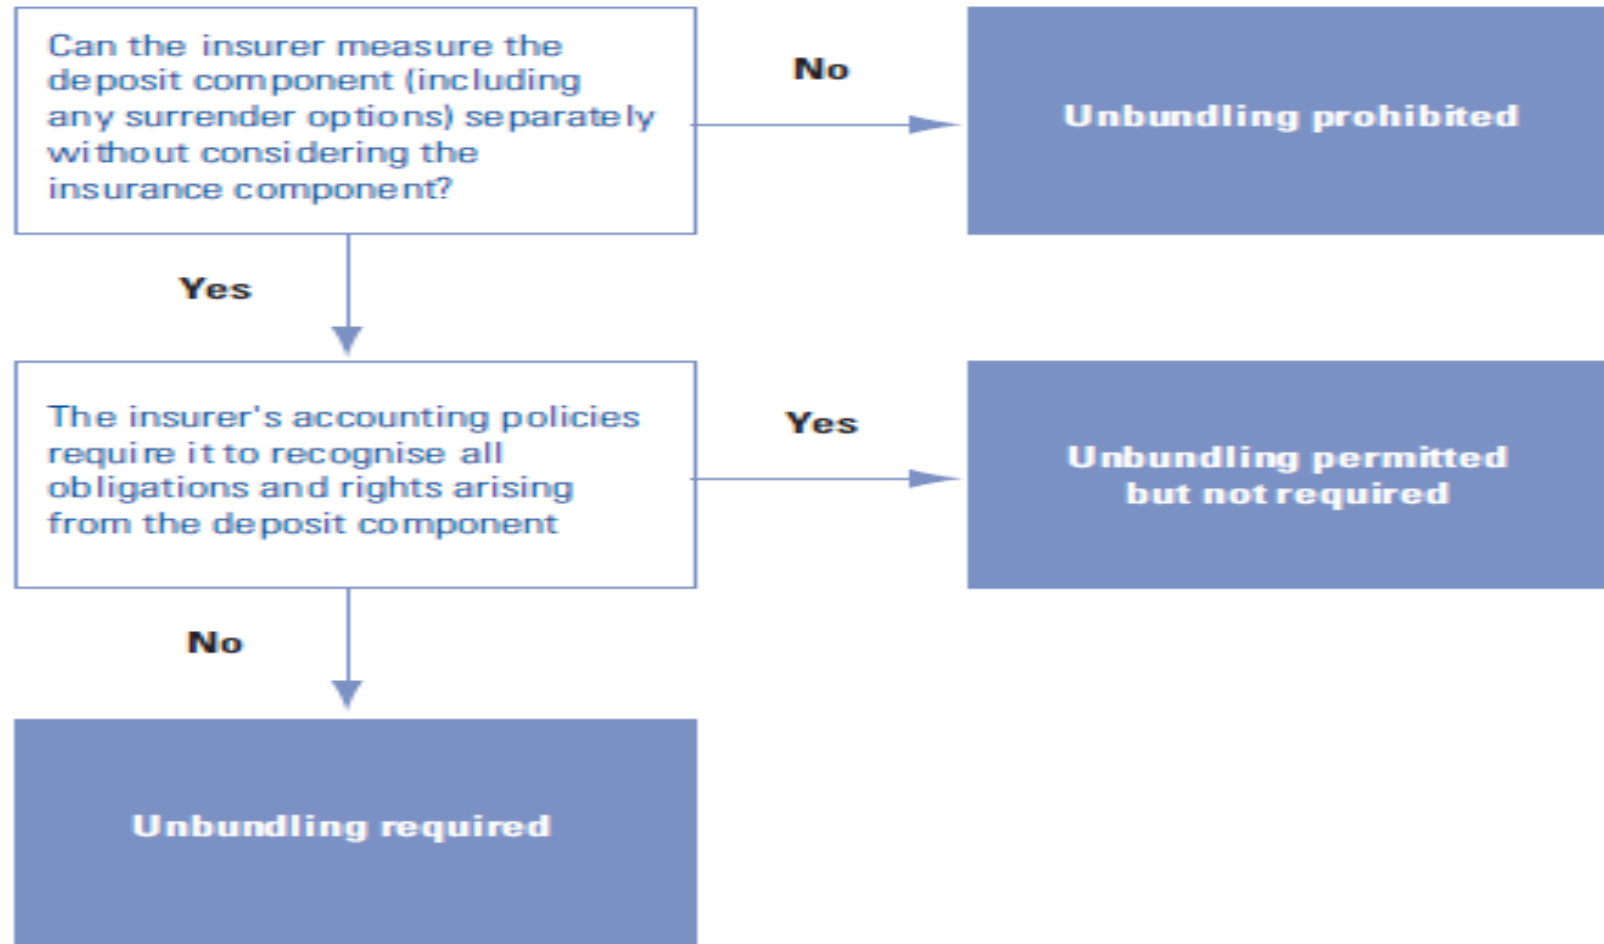 Can the insurer measure the
deposit component (including
any surrender options) separately
without considering the
insurance component?
No
Unbundling prohibited
Yes
The insurer's accounting policies
require it to recognise all
obligations and rights arising
from the deposit component
Yes
Unbundling permitted
but not required
No
Unbundling required